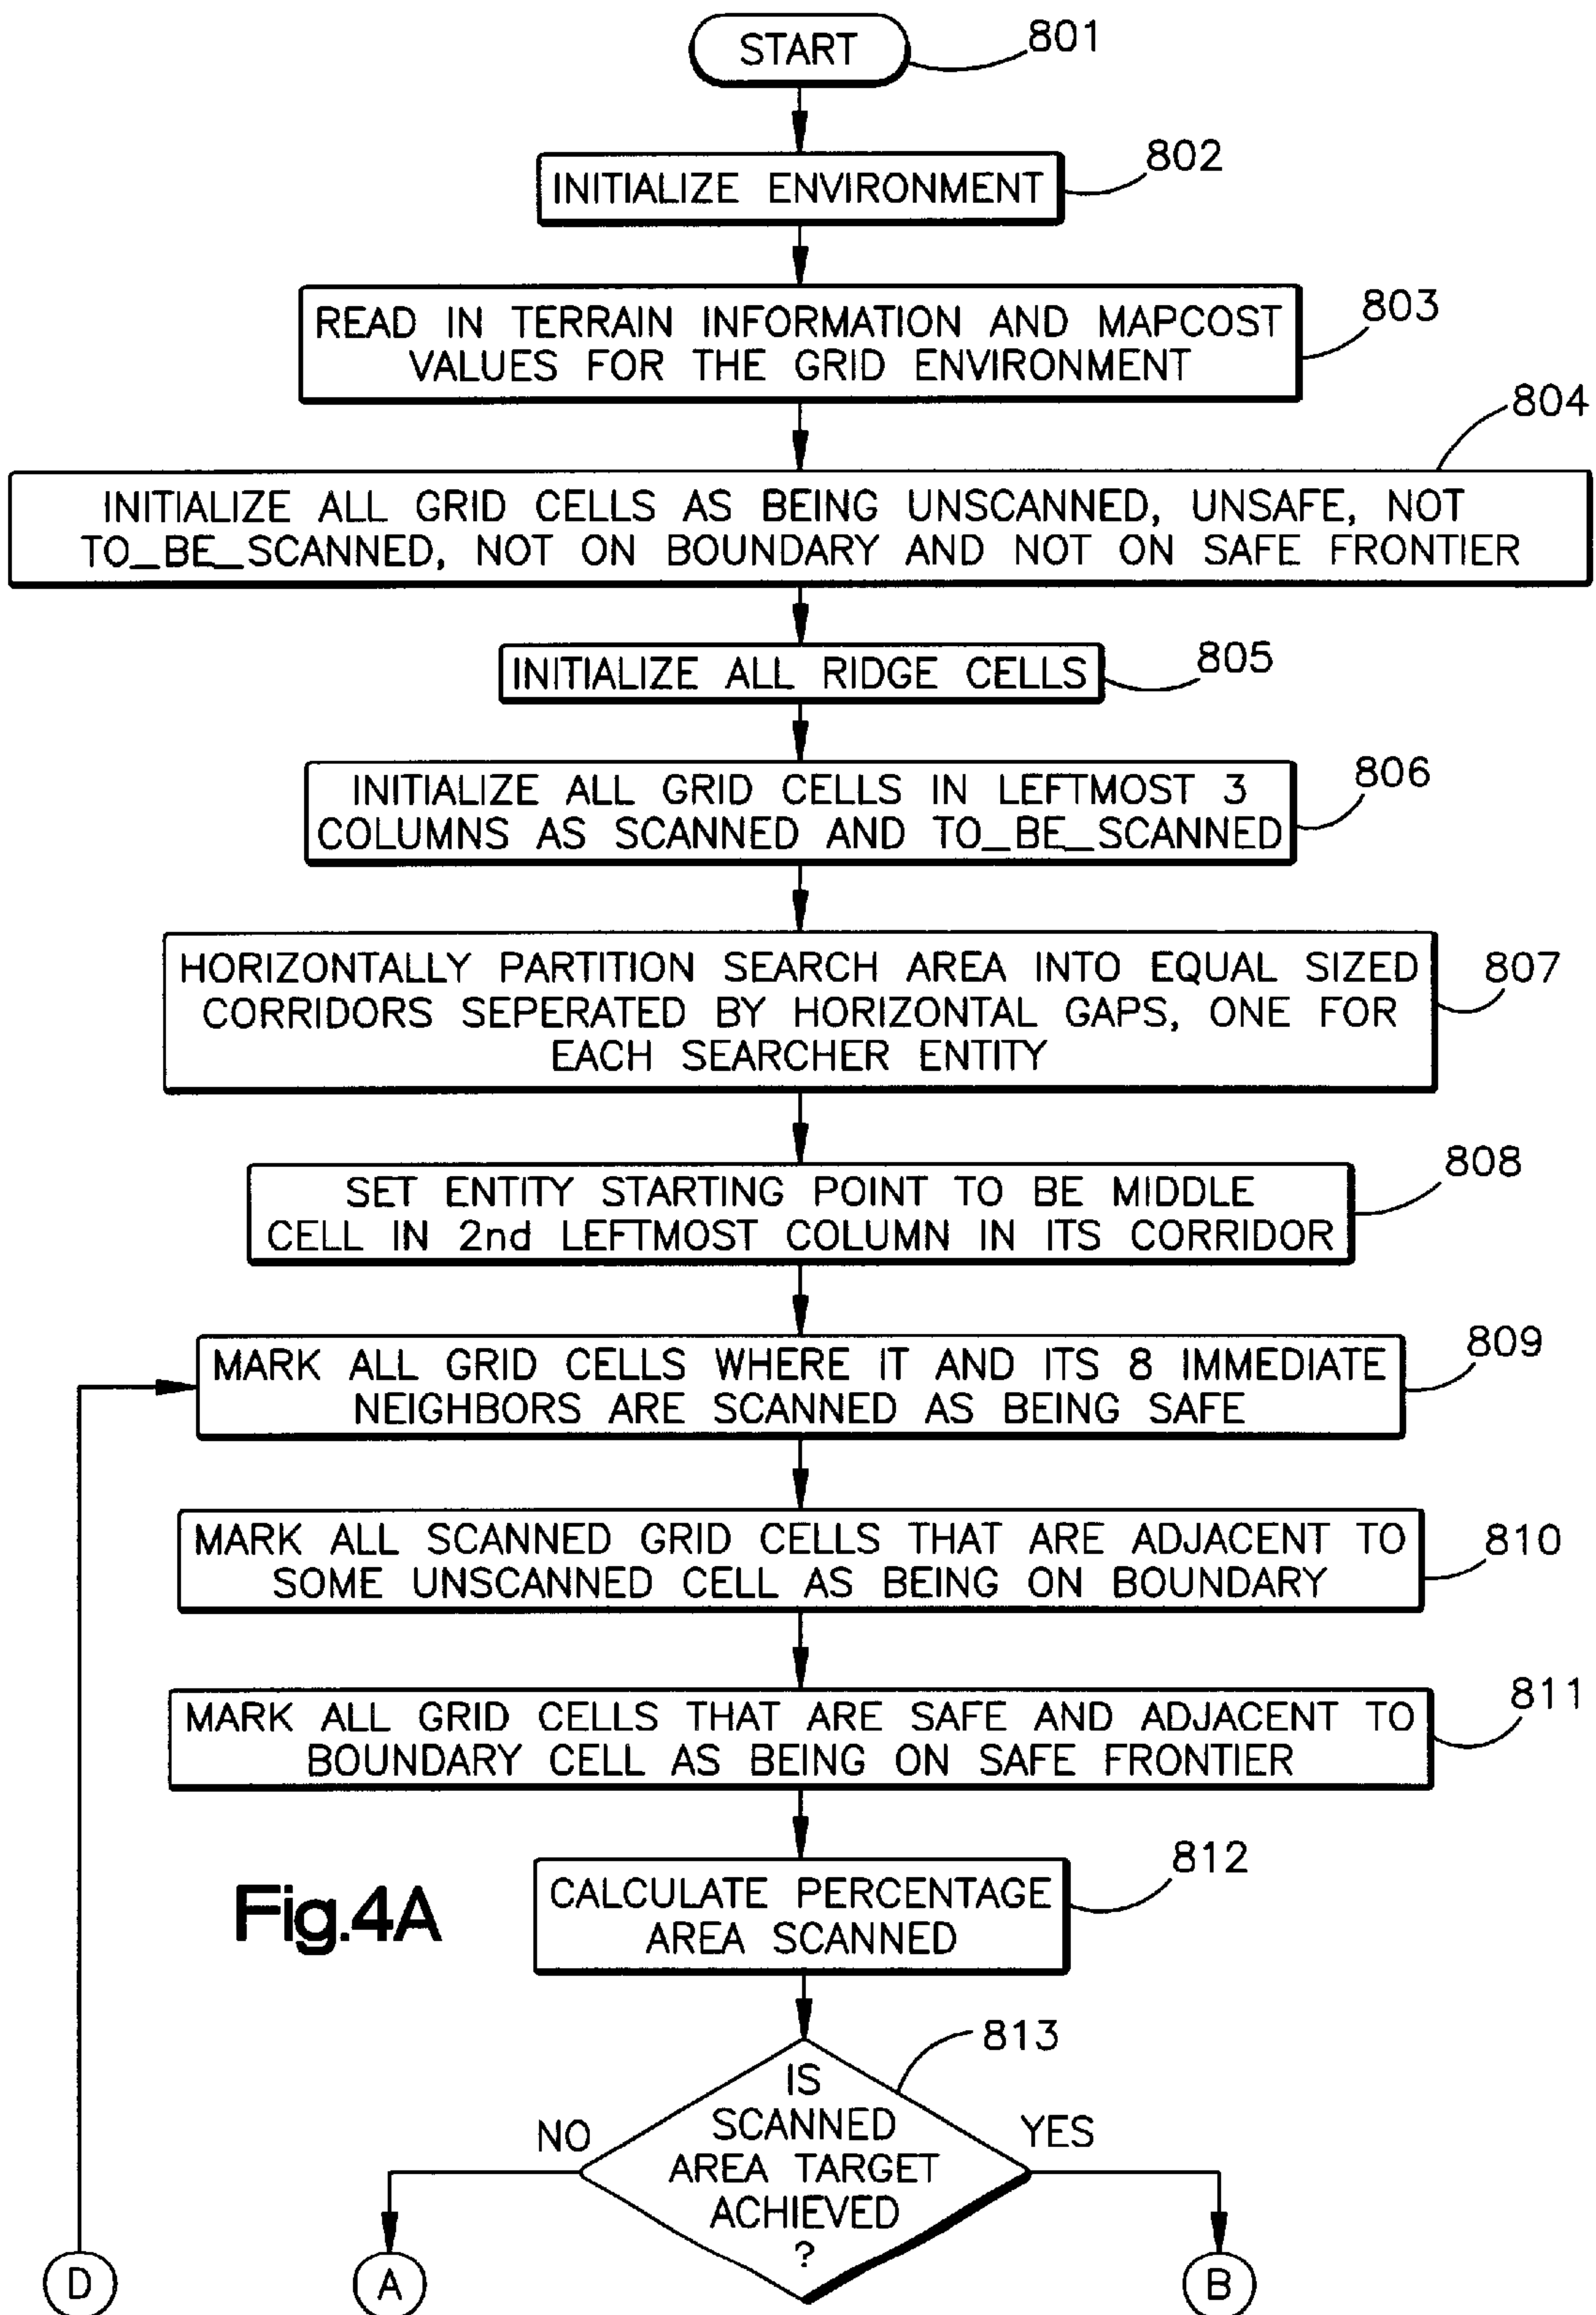 START
801
INITIALIZE ENVIRONMENT
802
READ IN TERRAIN INFORMATION AND MAPCOST
VALUES FOR THE GRID ENVIRONMENT
803
804
INITIALIZE ALL GRID CELLS AS BEING UNSCANNED, UNSAFE, NOT
TO_BE_SCANNED, NOT ON BOUNDARY AND NOT ON SAFE FRONTIER
INITIALIZE ALL RIDGE CELLS
805
INITIALIZE ALL GRID CELLS IN LEFTMOST 3
COLUMNS AS SCANNED AND TO_BE_SCANNED
806
HORIZONTALLY PARTITION SEARCH AREA INTO EQUAL SIZED
CORRIDORS SEPERATED BY HORIZONTAL GAPS, ONE FOR
EACH SEARCHER ENTITY
807
SET ENTITY STARTING POINT TO BE MIDDLE
CELL IN 2nd LEFTMOST COLUMN IN ITS CORRIDOR
808
MARK ALL GRID CELLS WHERE IT AND ITS 8 IMMEDIATE
NEIGHBORS ARE SCANNED AS BEING SAFE
809
MARK ALL SCANNED GRID CELLS THAT ARE ADJACENT TO
SOME UNSCANNED CELL AS BEING ON BOUNDARY
810
MARK ALL GRID CELLS THAT ARE SAFE AND ADJACENT TO
BOUNDARY CELL AS BEING ON SAFE FRONTIER
811
Fig.4A
CALCULATE PERCENTAGE
AREA SCANNED
812
813
IS
SCANNED
AREA TARGET
ACHIEVED
?
NO
YES
D
A
B